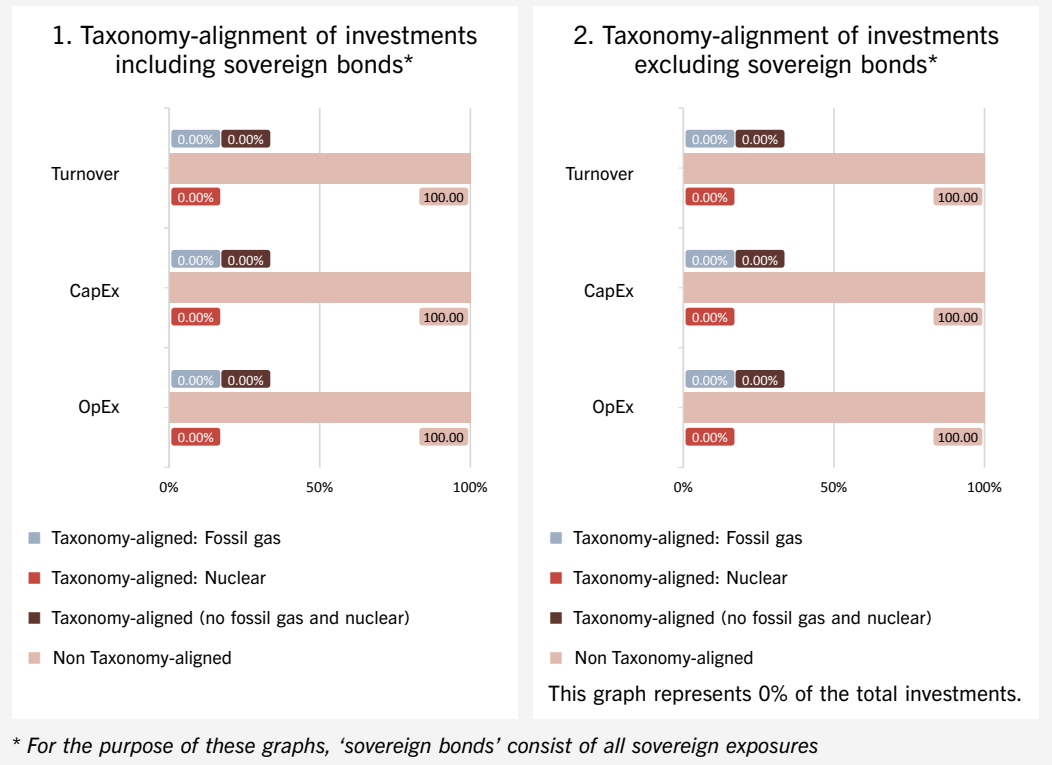 1. Taxonomy-alignment of investments
including sovereign bonds*
0.00% 0.00%
Turnover
0.00% 100.00
0.00% 0.00%
CapEx
0.00% 100.00
0.00% 0.00%
OpEx
0.00% 100.00
0% 50% 100%
Taxonomy-aligned: Fossil gas
Taxonomy-aligned: Nuclear
Taxonomy-aligned (no fossil gas and nuclear)
Non Taxonomy-aligned
2. Taxonomy-alignment of investments
excluding sovereign bonds*
0.00% 0.00%
Turnover
0.00% 100.00
0.00% 0.00%
CapEx
0.00% 100.00
0.00% 0.00%
OpEx
0.00% 100.00
0% 50% 100%
Taxonomy-aligned: Fossil gas
Taxonomy-aligned: Nuclear
Taxonomy-aligned (no fossil gas and nuclear)
Non Taxonomy-aligned
This graph represents 0% of the total investments.
* For the purpose of these graphs, ‘sovereign bonds’ consist of all sovereign exposures